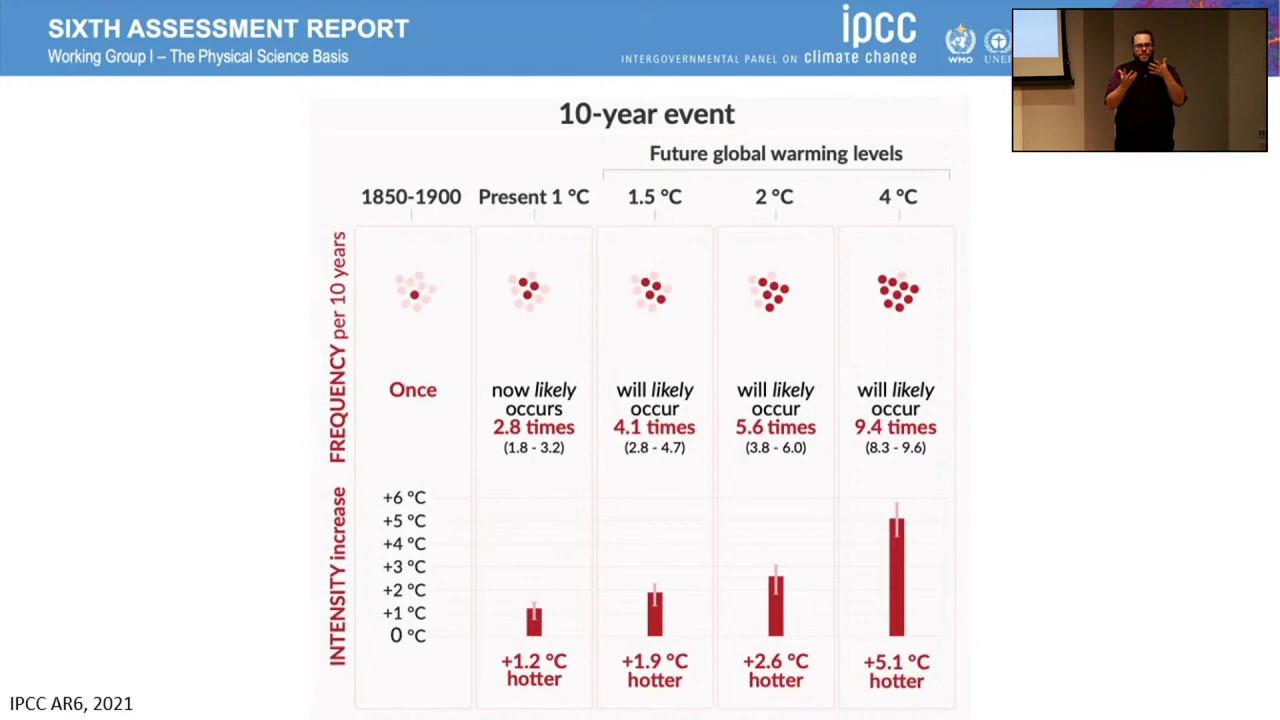 SIXTH ASSESSMENT REPORT
Working Group I – The Physical Science Basis
ipcc
INTERGOVERNMENTAL PANEL ON climate change
WMO
UNEP
10-year event
Future global warming levels
1850-1900
Present 1 °C
1.5 °C
2 °C
4 °C
FREQUENCY per 10 years
Once
now likely
occurs
2.8 times
(1.8 - 3.2)
will likely
occur
4.1 times
(2.8 - 4.7)
will likely
occur
5.6 times
(3.8 - 6.0)
will likely
occur
9.4 times
(8.3 - 9.6)
INTENSITY increase
+6 °C
+5 °C
+4 °C
+3 °C
+2 °C
+1 °C
0 °C
+1.2 °C
hotter
+1.9 °C
hotter
+2.6 °C
hotter
+5.1 °C
hotter
IPCC AR6, 2021